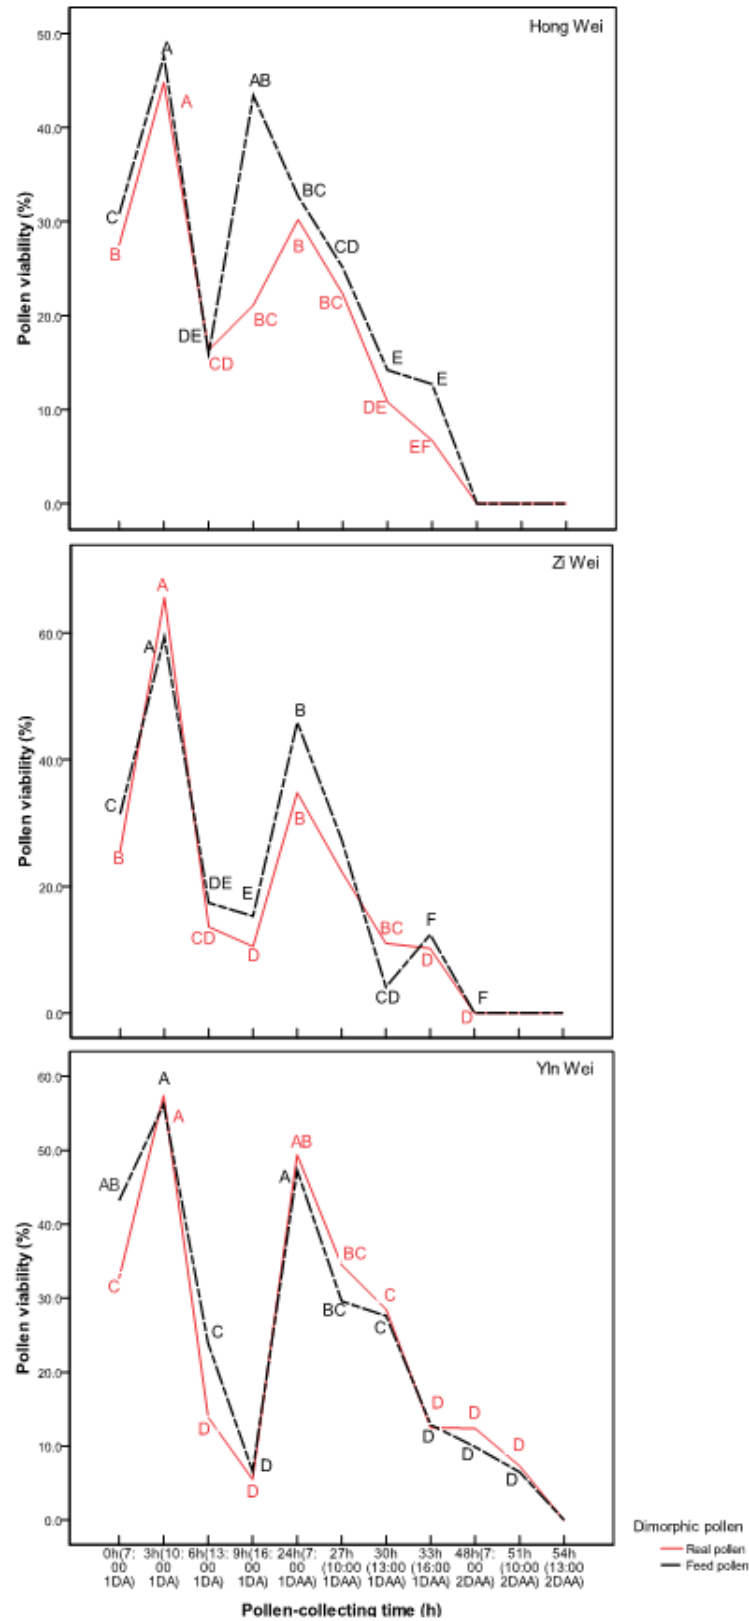 Hong Wei
50.0
A
AB
A
40.0
C
BC
30.0
B
B
CD
BC
20.0
BC
DE
CD
E
E
10.0
DE
EF
0.0
Pollen viability (%)
Zi Wei
A
60.0
A
B
40.0
C
B
B
20.0
DE
E
CD
D
BC
F
D
CD
F
0.0
D
Pollen viability (%)
YIn Wei
60.0
A
A
50.0
AB
AB
A
40.0
C
BC
30.0
BC
C
C
C
20.0
D
D
D
10.0
D
D
D
D
D
D
0.0
Pollen viability (%)
0h(7: 3h(10: 6h(13: 9h(16: 24h(7: 27h 30h 33h 48h(7: 51h 54h
00 00 00 00 00 (10:00 (13:00 (16:00 00 (10:00 (13:00
1DA) 1DA) 1DA) 1DA) 1DAA) 1DAA) 1DAA) 1DAA) 2DAA) 2DAA) 2DAA)
Pollen-collecting time (h)
Dimorphic pollen
Real pollen
Feed pollen